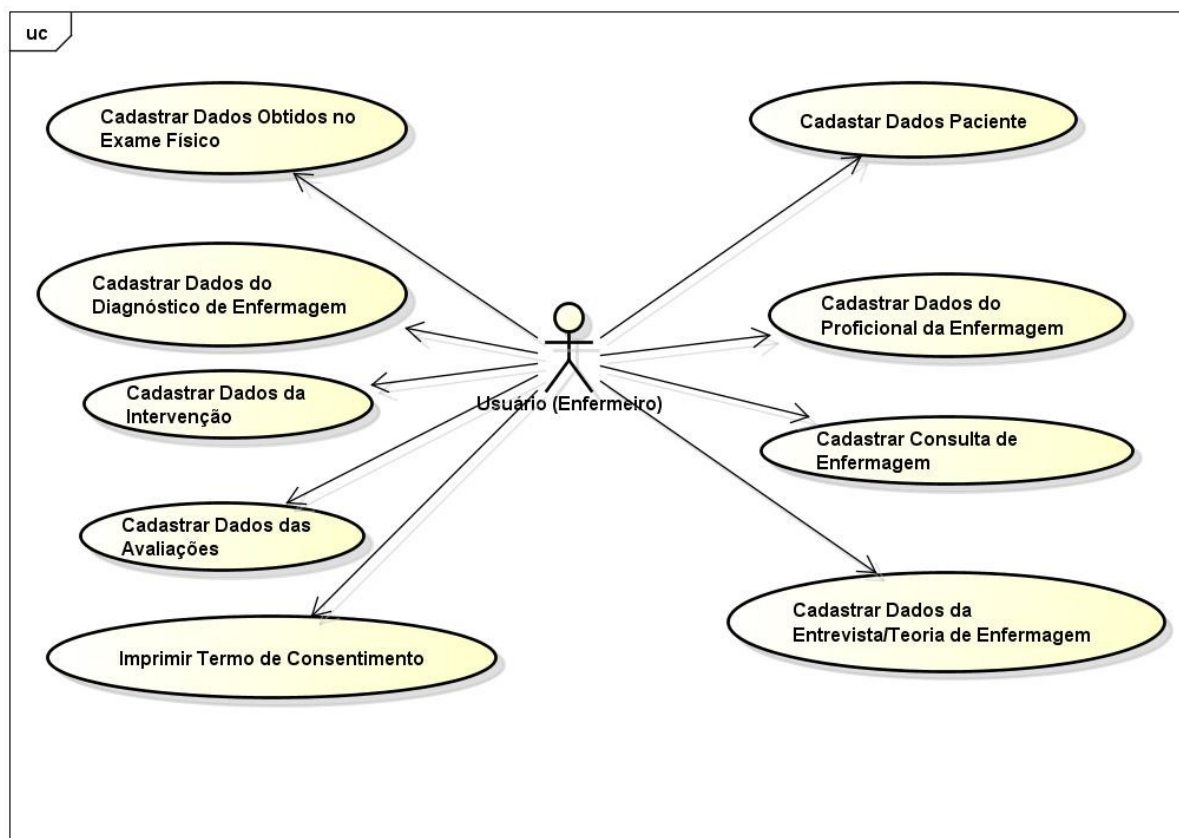 uc
Cadastrar Dados Obtidos no
Exame Físico
Cadastar Dados Paciente
Cadastrar Dados do
Diagnóstico de Enfermagem
Cadastrar Dados do
Proficional da Enfermagem
Cadastrar Dados da
Intervenção
Usuário (Enfermeiro)
Cadastrar Consulta de
Enfermagem
Cadastrar Dados das
Avaliações
Cadastrar Dados da
Entrevista/Teoria de Enfermagem
Imprimir Termo de Consentimento